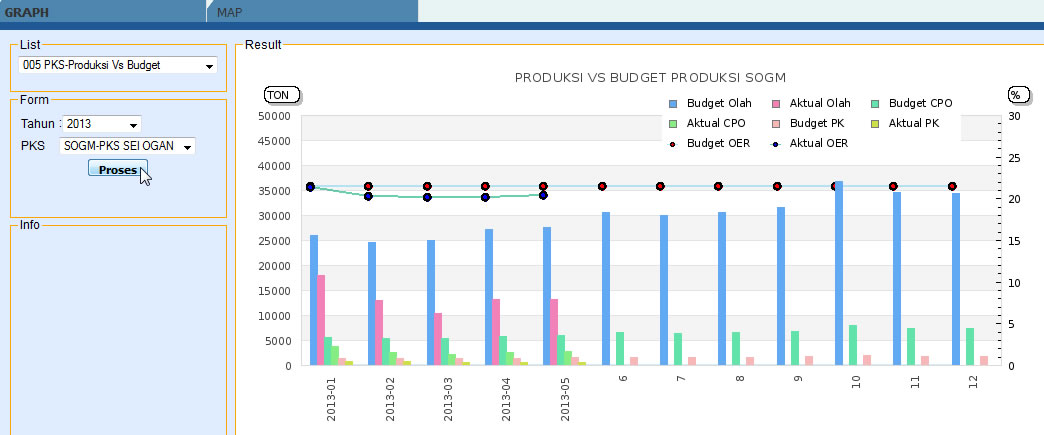 GRAPH MAP
List
005 PKS-Produksi Vs Budget
Form
Tahun : 2013
PKS SOGM-PKS SEI OGAN
Proses
Info
Result
PRODUKSI VS BUDGET PRODUKSI SOGM
TON
%
Budget Olah Aktual Olah Budget CPO
Aktual CPO Budget PK Aktual PK
Budget OER Aktual OER
50000
45000
40000
35000
30000
25000
20000
15000
10000
5000
0
30
25
20
15
10
5
0
2013-01 2013-02 2013-03 2013-04 2013-05 6 7 8 9 10 11 12